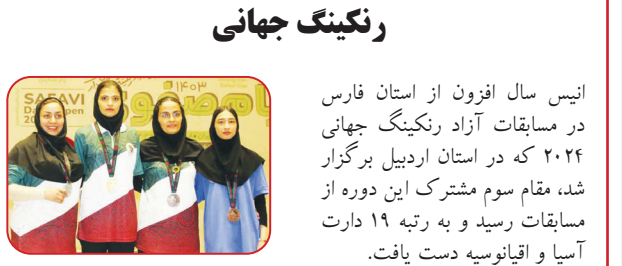 رنکینگ جهانی
انیس سال افزون از استان فارس
در مسابقات آزاد رنکینگ جهانی
۲۰۲۴ که در استان اردبیل برگزار
شد، مقام سوم مشترک این دوره از
مسابقات رسید و به رتبه ۱۹ دارت
آسیا و اقیانوسیه دست یافت.
۱۴۰۳
SAFAVI